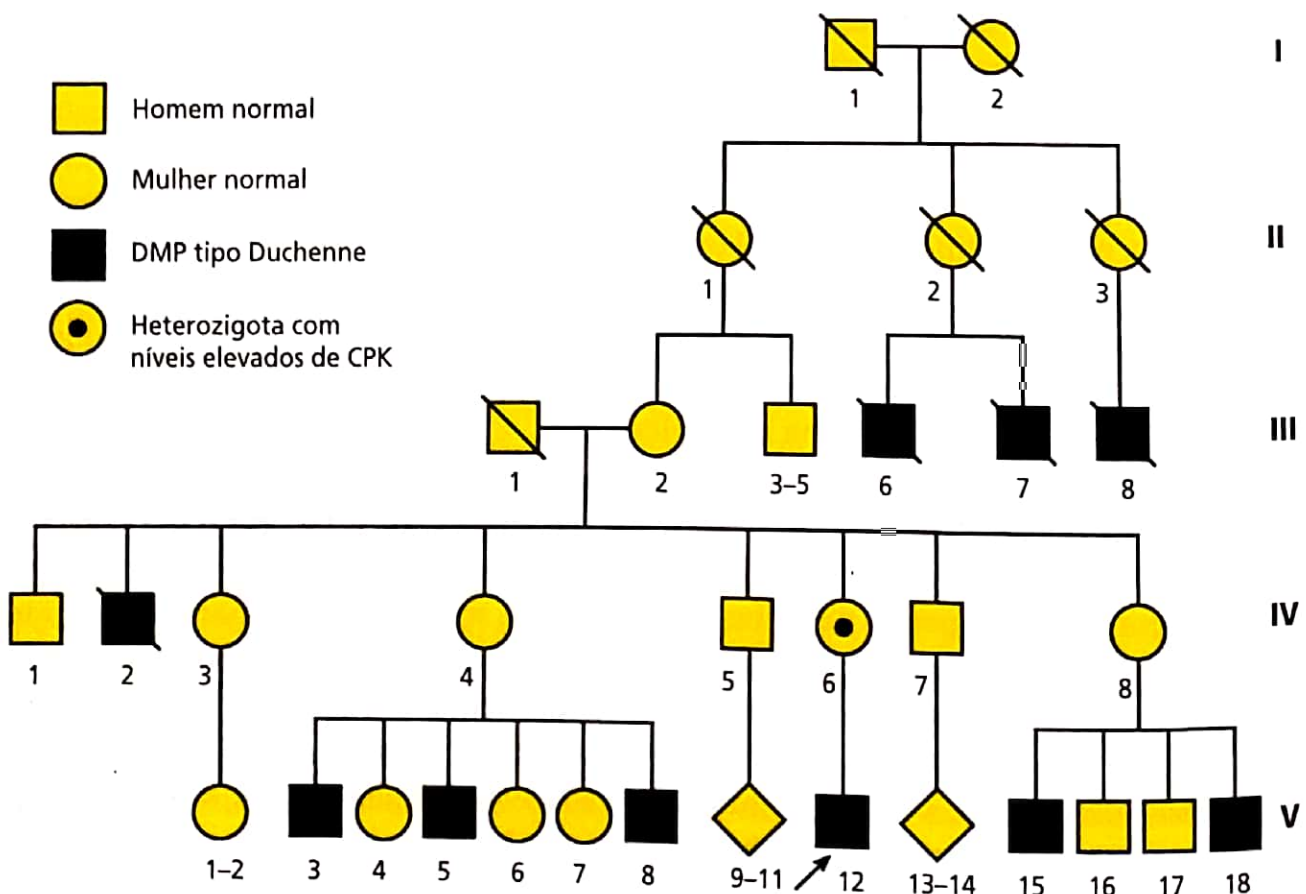 I
1 2
Homem normal
Mulher normal
DMP tipo Duchenne
Heterozigota com
níveis elevados de CPK
II
1 2 3
III
1 2 3–5 6 7 8
IV
1 2 3 4 5 6 7 8
V
1–2 3 4 5 6 7 8 9–11 12 13–14 15 16 17 18